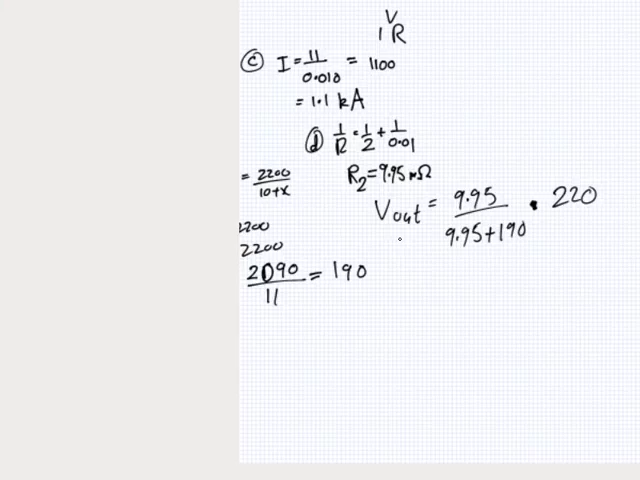 V
I R
ⓒ I = 11/0.010 = 1100
= 1.1 kA
ⓓ 1/R = 1/2 + 1/0.01
= 2200/10+x
R₂ = 9.95 mΩ
Vout = 9.95/9.95+190 · 220
2200
2200
2090/11 = 190